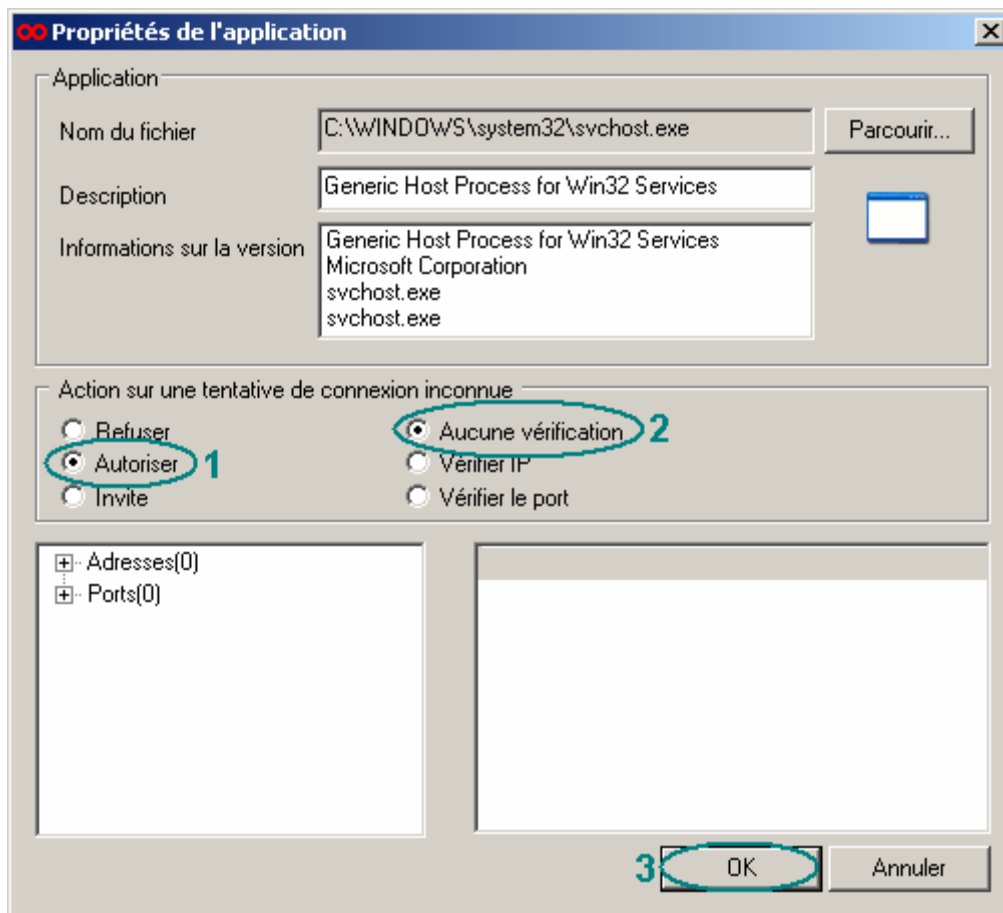 Propriétés de l'application
Application
Nom du fichier
C:\WINDOWS\system32\svchost.exe
Parcourir...
Description
Generic Host Process for Win32 Services
Informations sur la version
Generic Host Process for Win32 Services
Microsoft Corporation
svchost.exe
svchost.exe
Action sur une tentative de connexion inconnue
Refuser
Aucune vérification 2
Autoriser 1
Vérifier IP
Invite
Vérifier le port
Adresses(0)
Ports(0)
3 OK
Annuler